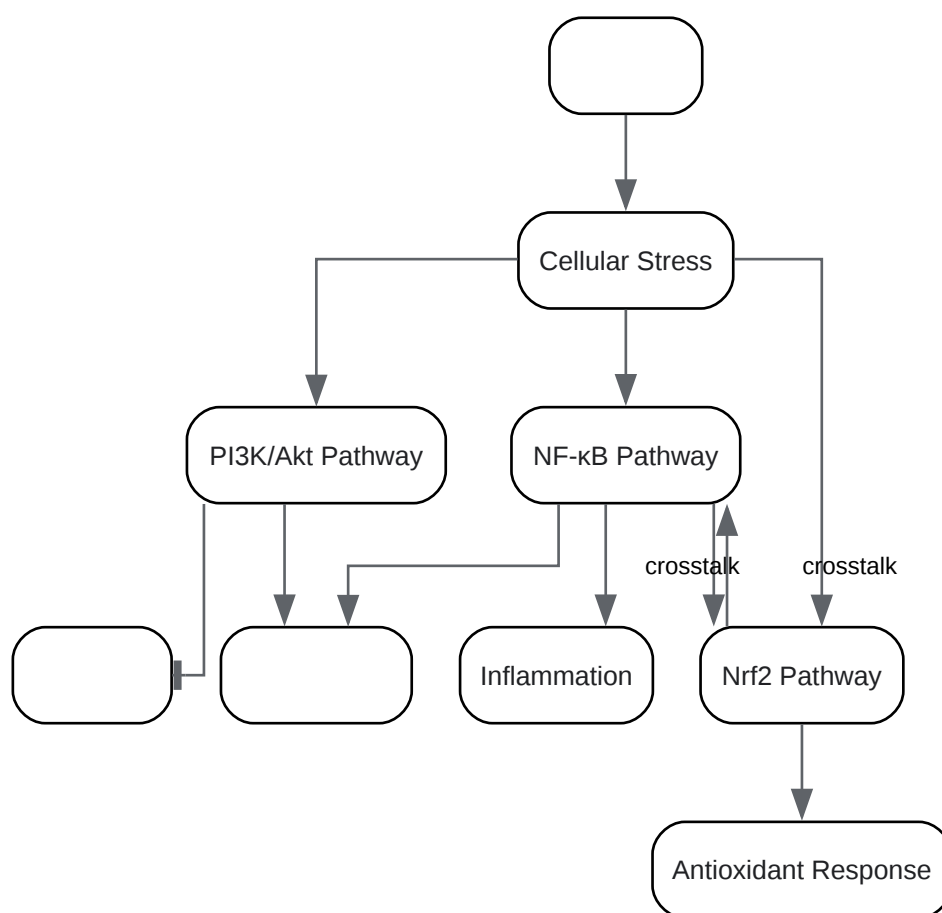 Cellular Stress
PI3K/Akt Pathway
NF-κB Pathway
crosstalk
crosstalk
Inflammation
Nrf2 Pathway
Antioxidant Response